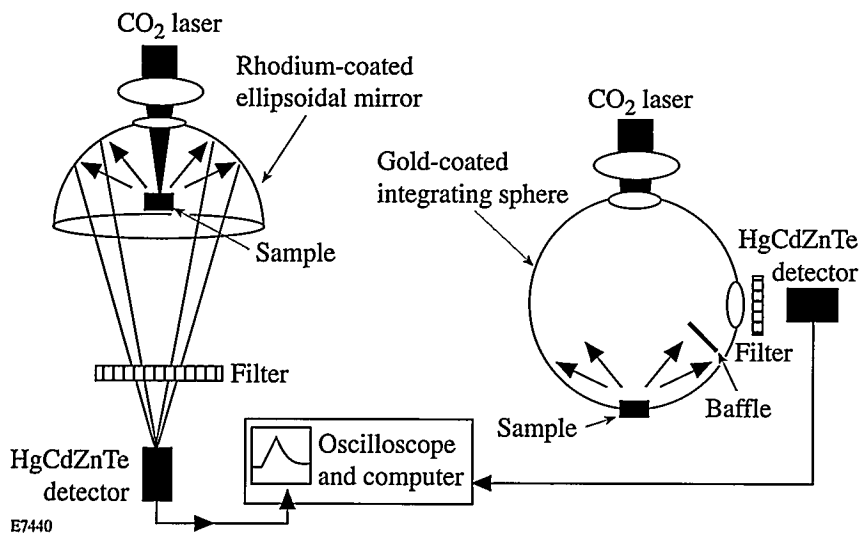 CO2 laser
Rhodium-coated
ellipsoidal mirror
Sample
Filter
HgCdZnTe
detector
E7440
Oscilloscope
and computer
CO2 laser
Gold-coated
integrating sphere
HgCdZnTe
detector
Filter
Baffle
Sample